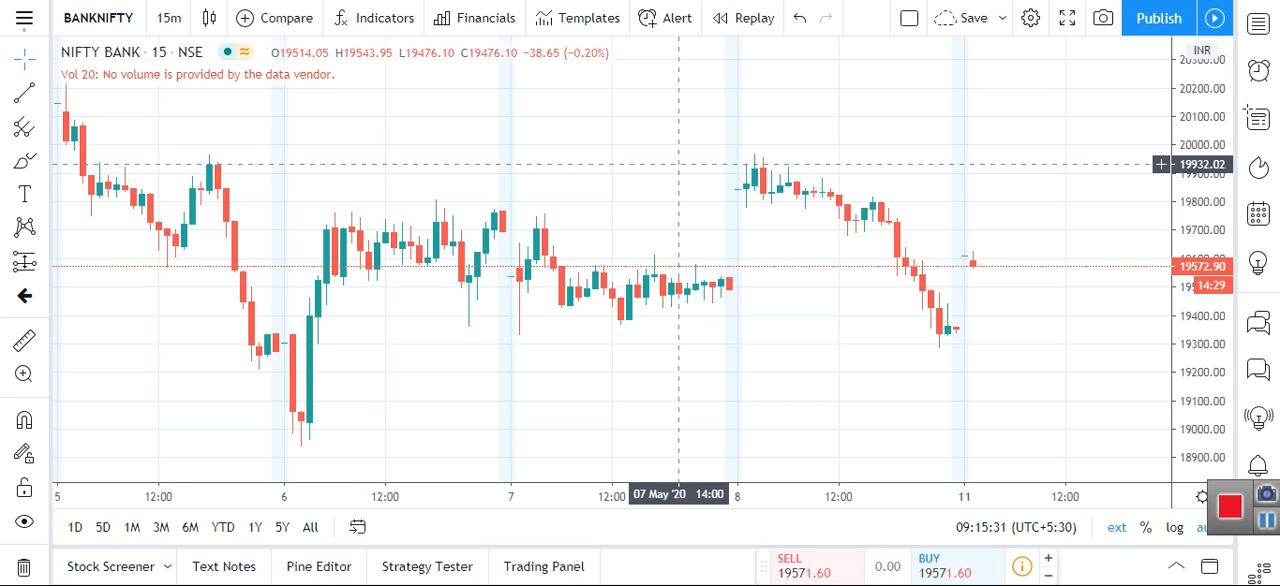 BANKNIFTY 15m Compare Indicators Financials Templates Alert Replay Save Publish
NIFTY BANK · 15 · NSE O19514.05 H19543.95 L19476.10 C19476.10 −38.65 (−0.20%)
Vol 20: No volume is provided by the data vendor.
INR
20300.00
20200.00
20100.00
20000.00
19932.02
19900.00
19800.00
19700.00
19572.90
14:29
19400.00
19300.00
19200.00
19100.00
19000.00
18900.00
5 12:00 6 12:00 7 12:00 07 May '20 14:00 8 12:00 11 12:00
1D 5D 1M 3M 6M YTD 1Y 5Y All 09:15:31 (UTC+5:30) ext % log
Stock Screener Text Notes Pine Editor Strategy Tester Trading Panel
SELL
19571.60
0.00
BUY
19571.60